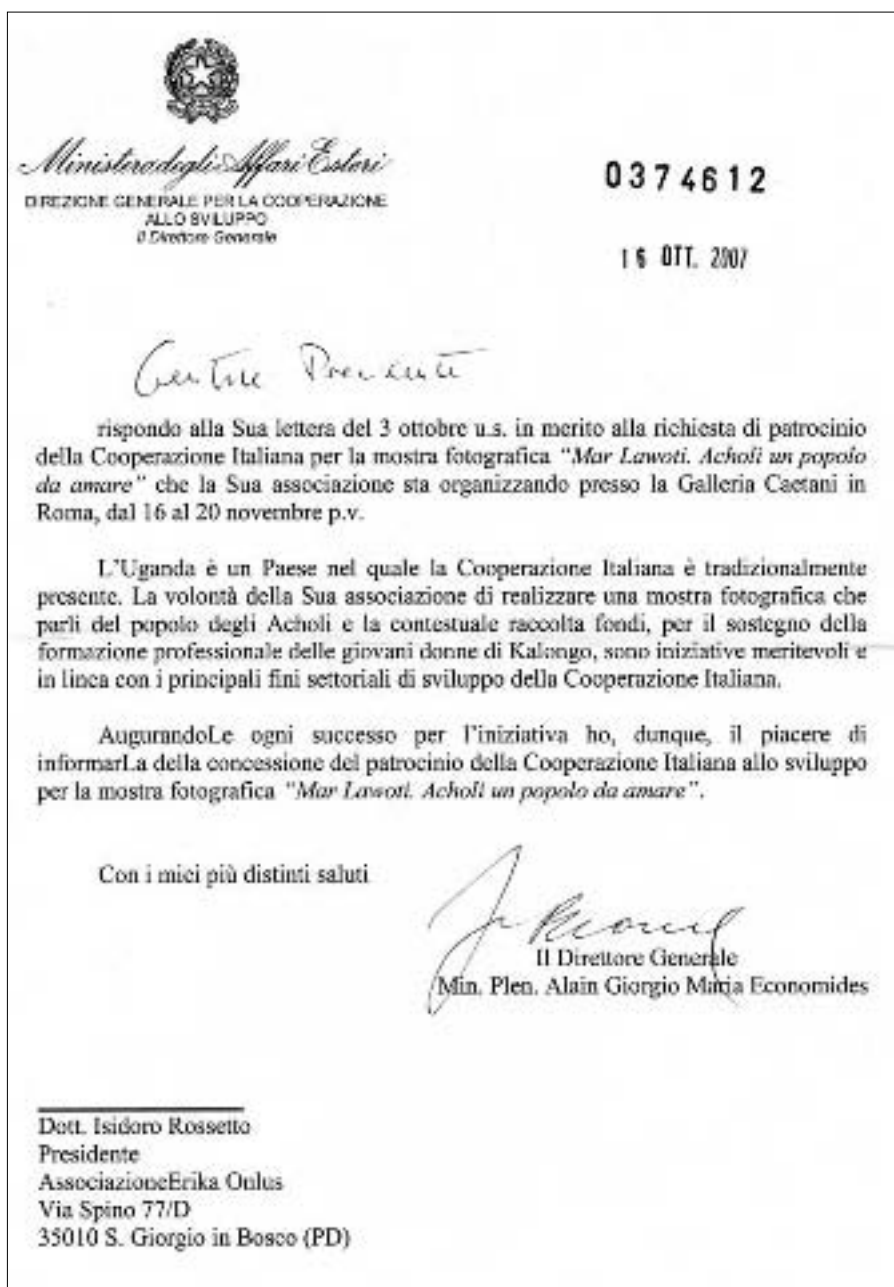 Ministero degli Affari Esteri
DIREZIONE GENERALE PER LA COOPERAZIONE
ALLO SVILUPPO
Il Direttore Generale
0374612
16 OTT. 2007
Gentile Presidente
rispondo alla Sua lettera del 3 ottobre u.s. in merito alla richiesta di patrocinio
della Cooperazione Italiana per la mostra fotografica "Mar Lawoti. Acholi un popolo
da amare" che la Sua associazione sta organizzando presso la Galleria Caetani in
Roma, dal 16 al 20 novembre p.v.
L'Uganda è un Paese nel quale la Cooperazione Italiana è tradizionalmente
presente. La volontà della Sua associazione di realizzare una mostra fotografica che
parli del popolo degli Acholi e la contestuale raccolta fondi, per il sostegno della
formazione professionale delle giovani donne di Kalongo, sono iniziative meritevoli e
in linea con i principali fini settoriali di sviluppo della Cooperazione Italiana.
AugurandoLe ogni successo per l'iniziativa ho, dunque, il piacere di
informarLa della concessione del patrocinio della Cooperazione Italiana allo sviluppo
per la mostra fotografica "Mar Lawoti. Acholi un popolo da amare".
Con i miei più distinti saluti
Il Direttore Generale
Min. Plen. Alain Giorgio Maria Economides
Dott. Isidoro Rossetto
Presidente
AssociazioneErika Onlus
Via Spino 77/D
35010 S. Giorgio in Bosco (PD)